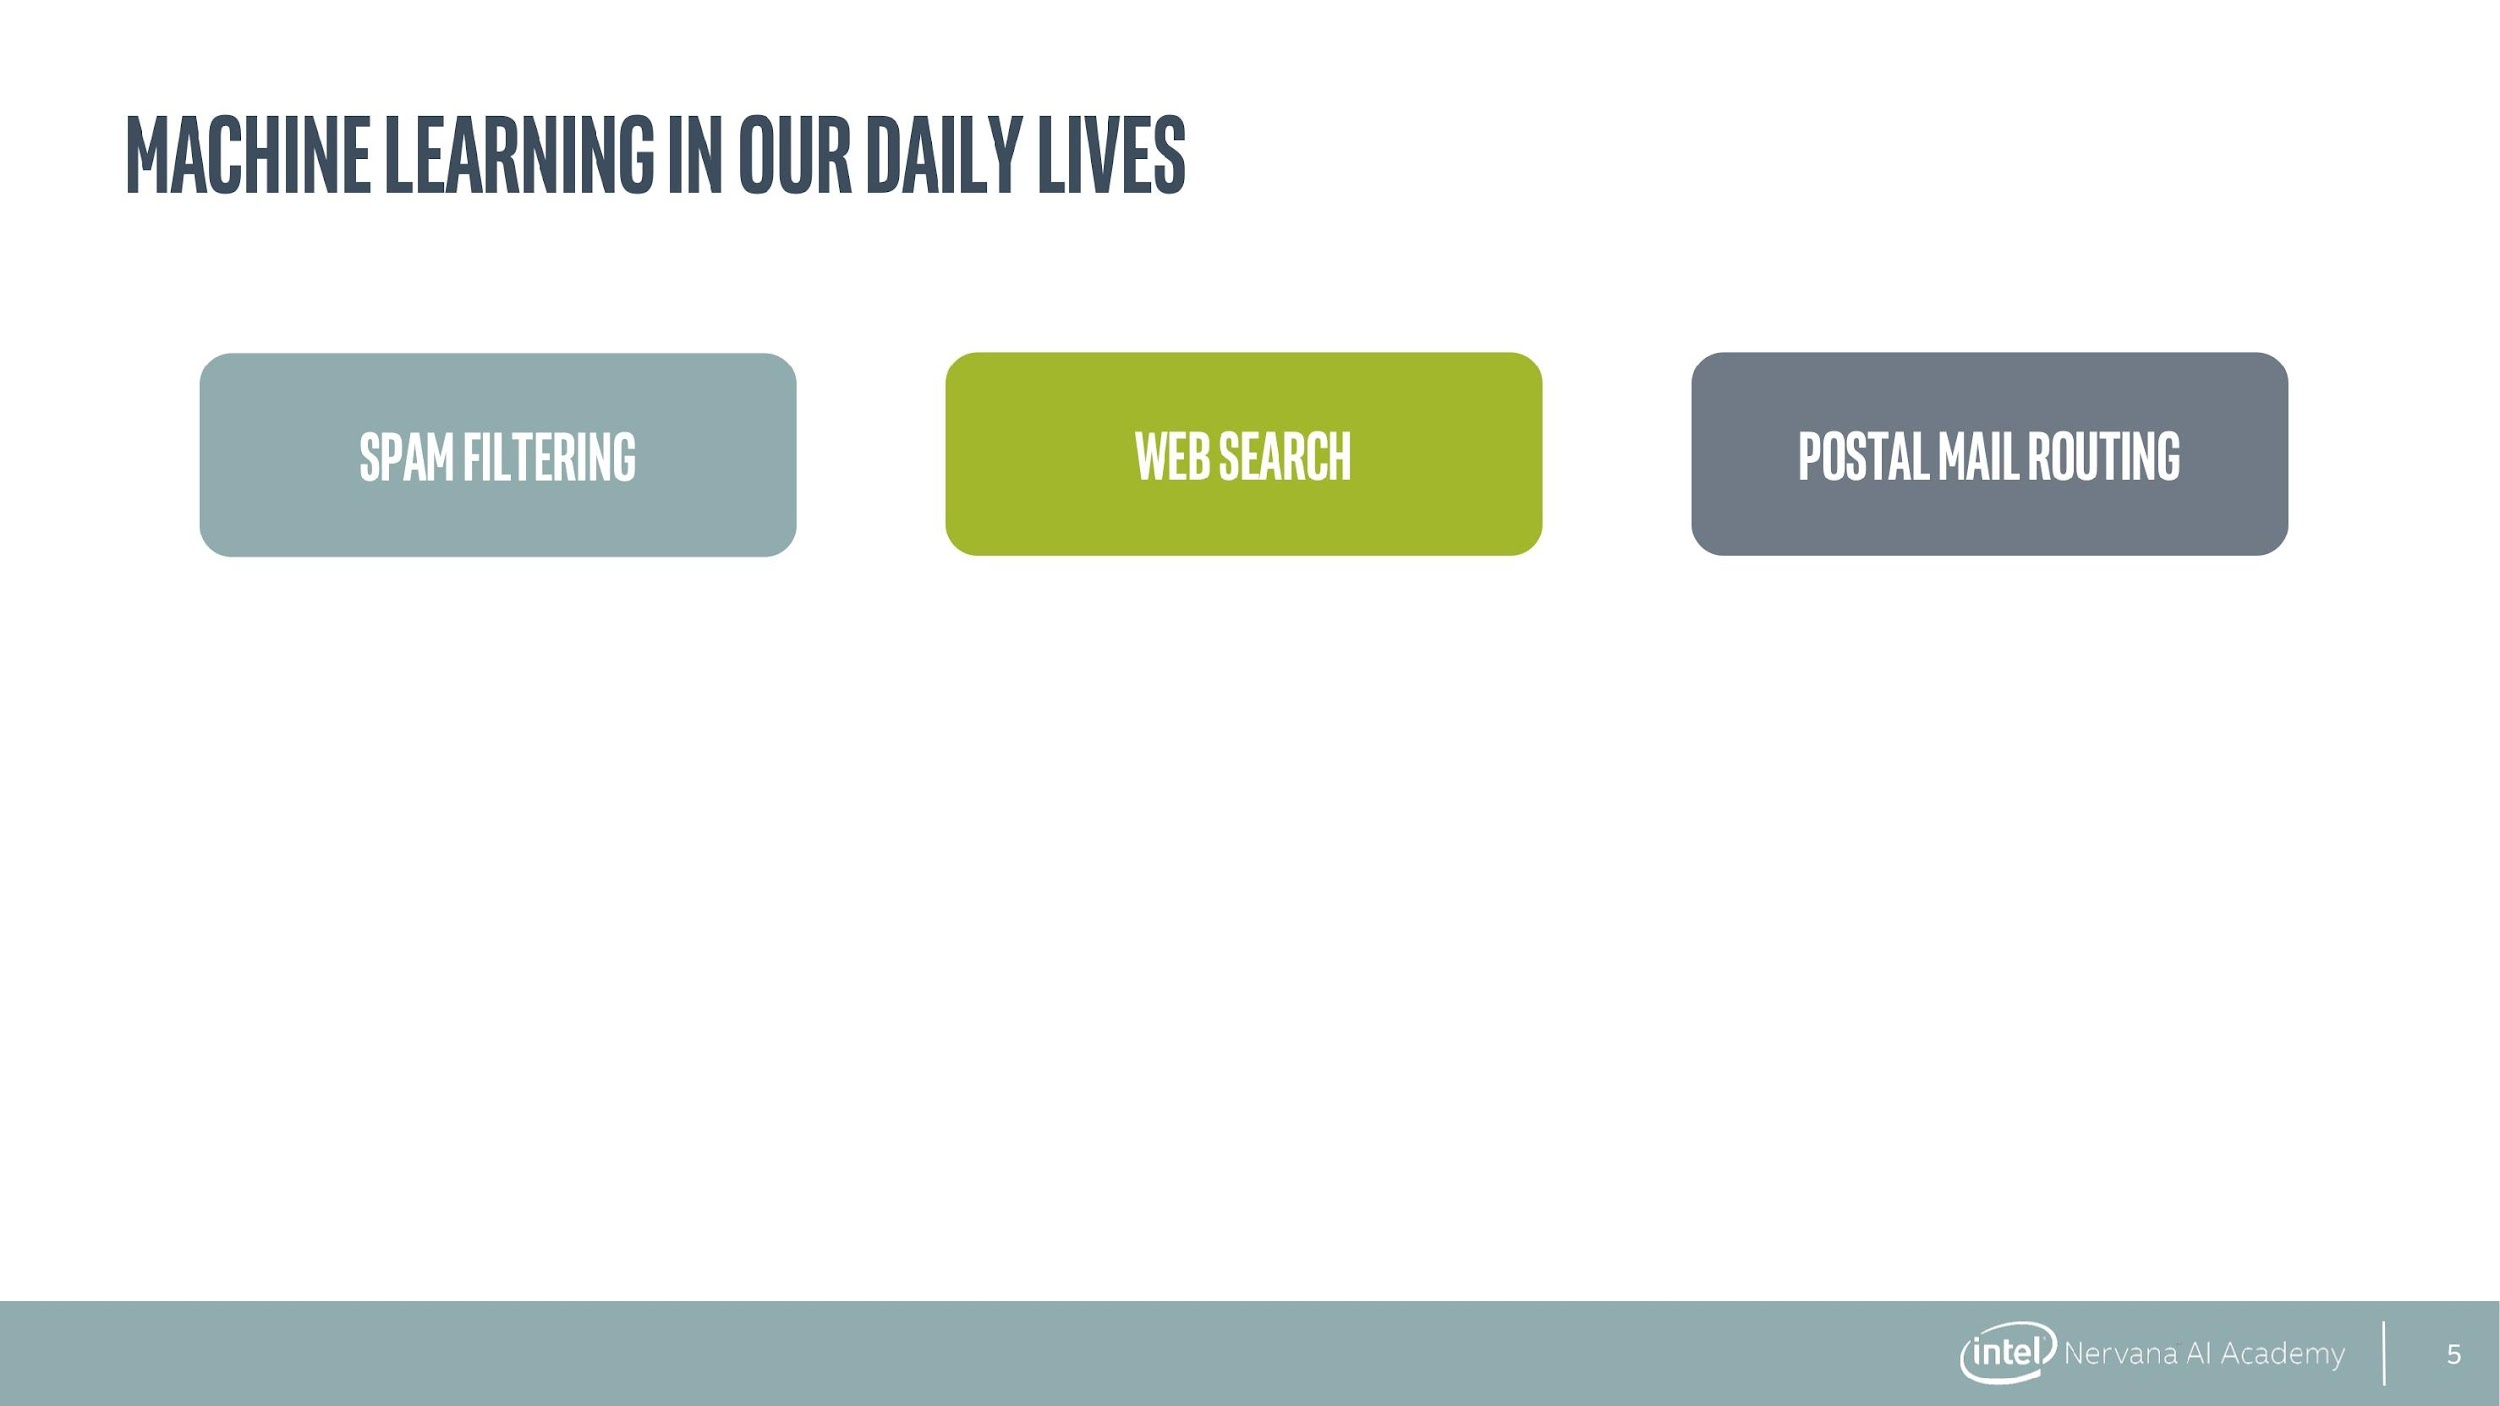 MACHINE LEARNING IN OUR DAILY LIVES
SPAM FILTERING
WEB SEARCH
POSTAL MAIL ROUTING
intel Nervana AI Academy
5